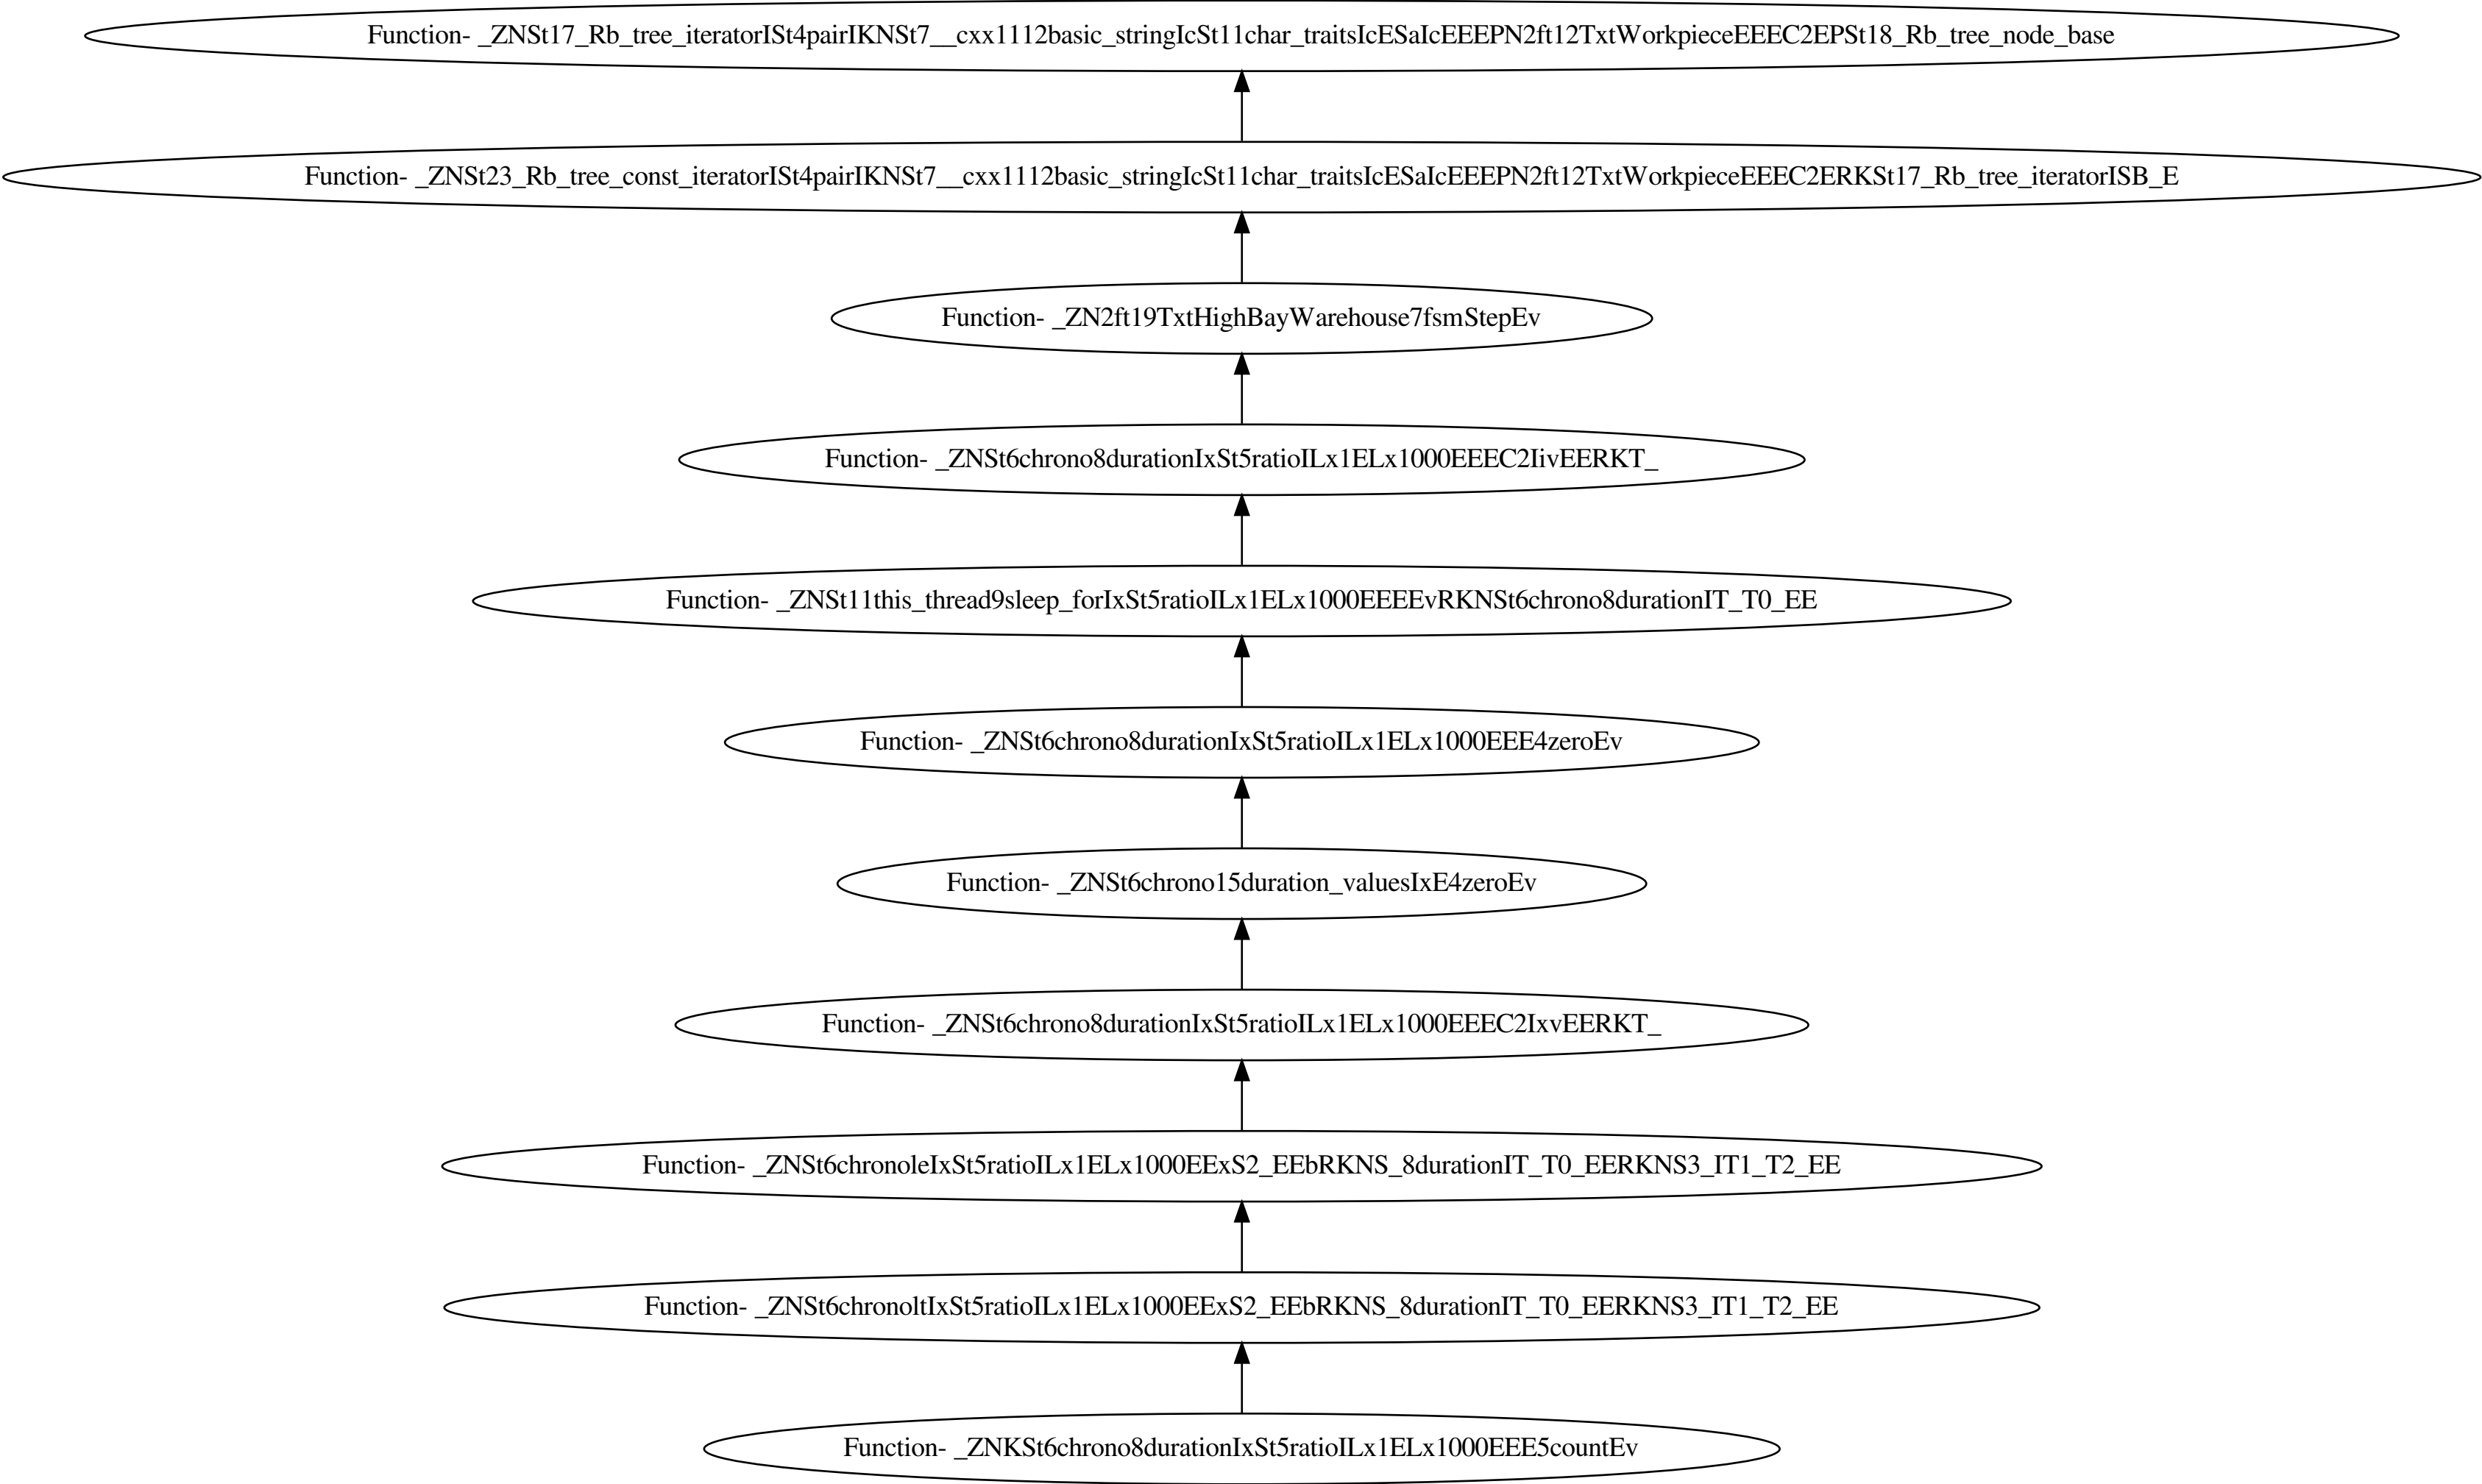 Function- _ZNSt17_Rb_tree_iteratorISt4pairIKNSt7__cxx1112basic_stringIcSt11char_traitsIcESaIcEEEPN2ft12TxtWorkpieceEEEC2EPSt18_Rb_tree_node_base
Function- _ZNSt23_Rb_tree_const_iteratorISt4pairIKNSt7__cxx1112basic_stringIcSt11char_traitsIcESaIcEEEPN2ft12TxtWorkpieceEEEC2ERKSt17_Rb_tree_iteratorISB_E
Function- _ZN2ft19TxtHighBayWarehouse7fsmStepEv
Function- _ZNSt6chrono8durationIxSt5ratioILx1ELx1000EEEC2IivEERKT_
Function- _ZNSt11this_thread9sleep_forIxSt5ratioILx1ELx1000EEEEvRKNSt6chrono8durationIT_T0_EE
Function- _ZNSt6chrono8durationIxSt5ratioILx1ELx1000EEE4zeroEv
Function- _ZNSt6chrono15duration_valuesIxE4zeroEv
Function- _ZNSt6chrono8durationIxSt5ratioILx1ELx1000EEEC2IxvEERKT_
Function- _ZNSt6chronoleIxSt5ratioILx1ELx1000EExS2_EEbRKNS_8durationIT_T0_EERKNS3_IT1_T2_EE
Function- _ZNSt6chronoltIxSt5ratioILx1ELx1000EExS2_EEbRKNS_8durationIT_T0_EERKNS3_IT1_T2_EE
Function- _ZNKSt6chrono8durationIxSt5ratioILx1ELx1000EEE5countEv